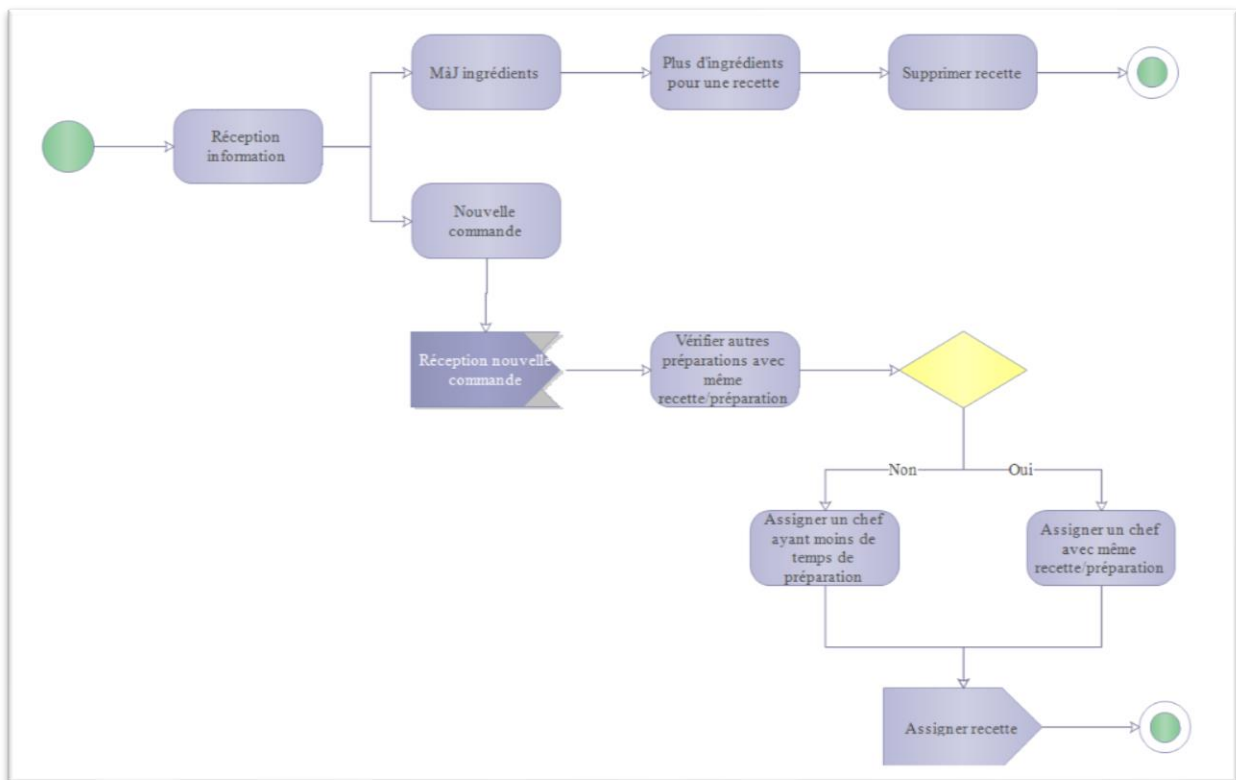 MàJ ingrédients
Plus d'ingrédients
pour une recette
Supprimer recette
Réception
information
Nouvelle
commande
Réception nouvelle
commande
Vérifier autres
préparations avec
même
recette/préparation
Non
Oui
Assigner un chef
ayant moins de
temps de
préparation
Assigner un chef
avec même
recette/préparation
Assigner recette